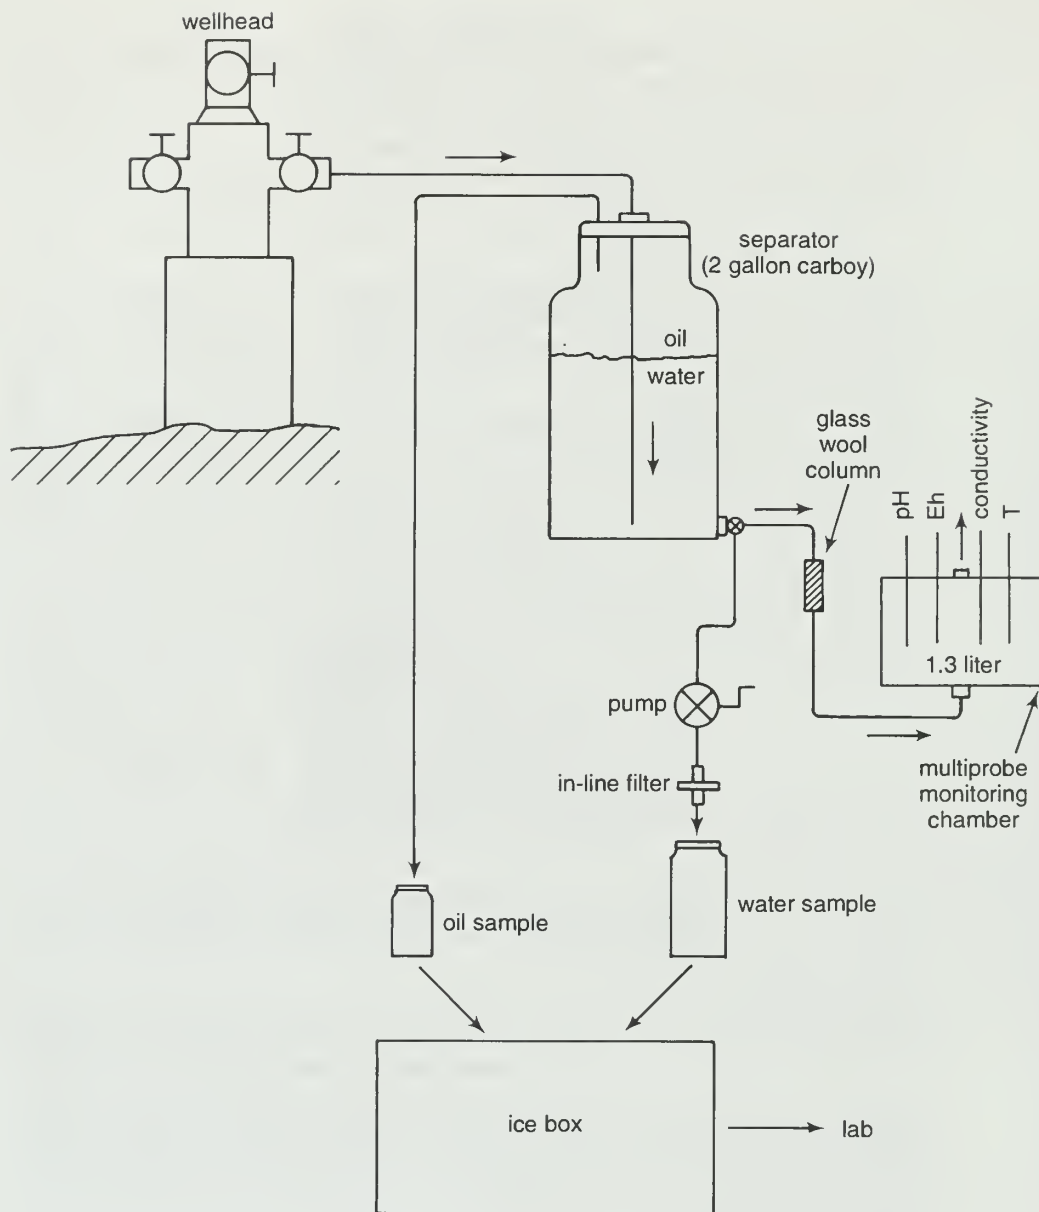 wellhead
separator
(2 gallon carboy)
oil
water
glass
wool
column
pH
Eh
conductivity
T
1.3 liter
pump
in-line filter
multiprobe
monitoring
chamber
oil sample
water sample
ice box
lab